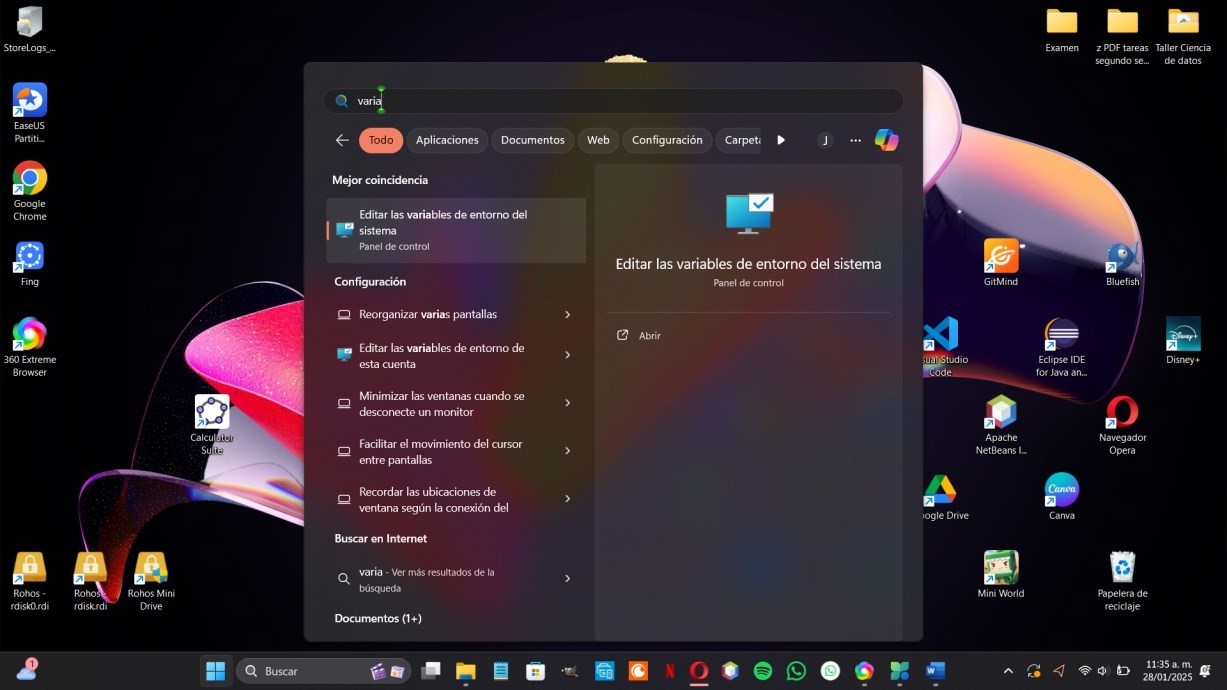 StoreLogs_...
EaseUS
Partiti...
Google
Chrome
Fing
360 Extreme
Browser
Calculator
Suite
Rohos -
rdisk0.rdi
Rohos-
rdisk.rdi
Rohos Mini
Drive
varia
Todo
Aplicaciones
Documentos
Web
Configuración
Carpeta
J
Mejor coincidencia
Editar las variables de entorno del
sistema
Panel de control
Configuración
Reorganizar varias pantallas
Editar las variables de entorno de
esta cuenta
Minimizar las ventanas cuando se
desconecte un monitor
Facilitar el movimiento del cursor
entre pantallas
Recordar las ubicaciones de
ventana según la conexión del
Buscar en Internet
varia - Ver más resultados de la
búsqueda
Documentos (1+)
Editar las variables de entorno del sistema
Panel de control
Abrir
Examen
z PDF tareas
segundo se...
Taller Ciencia
de datos
GitMind
Bluefish
sual Studio
Code
Eclipse IDE
for Java an...
Disney+
Disney+
Apache
NetBeans I...
Navegador
Opera
ogle Drive
Canva
Canva
Mini World
Papelera de
reciclaje
1
Buscar
N
W
11:35 a. m.
28/01/2025